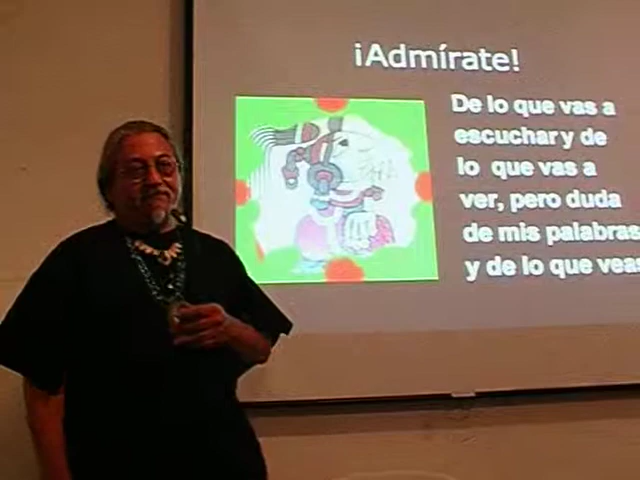 ¡Admírate!
De lo que vas a
escuchar y de
lo que vas a
ver, pero duda
de mis palabras
y de lo que veas